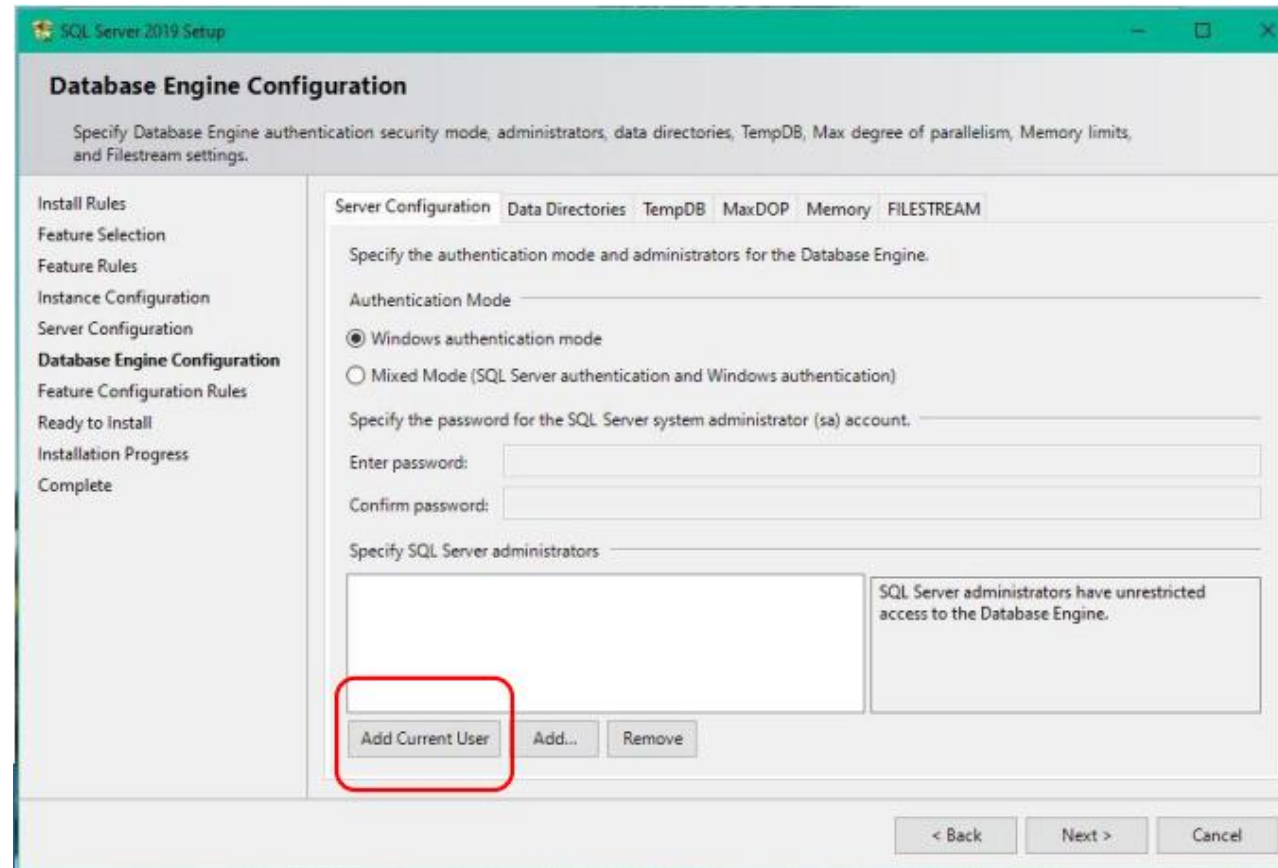 SQL Server 2019 Setup
Database Engine Configuration
Specify Database Engine authentication security mode, administrators, data directories, TempDB, Max degree of parallelism, Memory limits,
and Filestream settings.
Install Rules
Feature Selection
Feature Rules
Instance Configuration
Server Configuration
Database Engine Configuration
Feature Configuration Rules
Ready to Install
Installation Progress
Complete
Server Configuration Data Directories TempDB MaxDOP Memory FILESTREAM
Specify the authentication mode and administrators for the Database Engine.
Authentication Mode
Windows authentication mode
Mixed Mode (SQL Server authentication and Windows authentication)
Specify the password for the SQL Server system administrator (sa) account.
Enter password:
Confirm password:
Specify SQL Server administrators
SQL Server administrators have unrestricted
access to the Database Engine.
Add Current User Add... Remove
< Back Next > Cancel